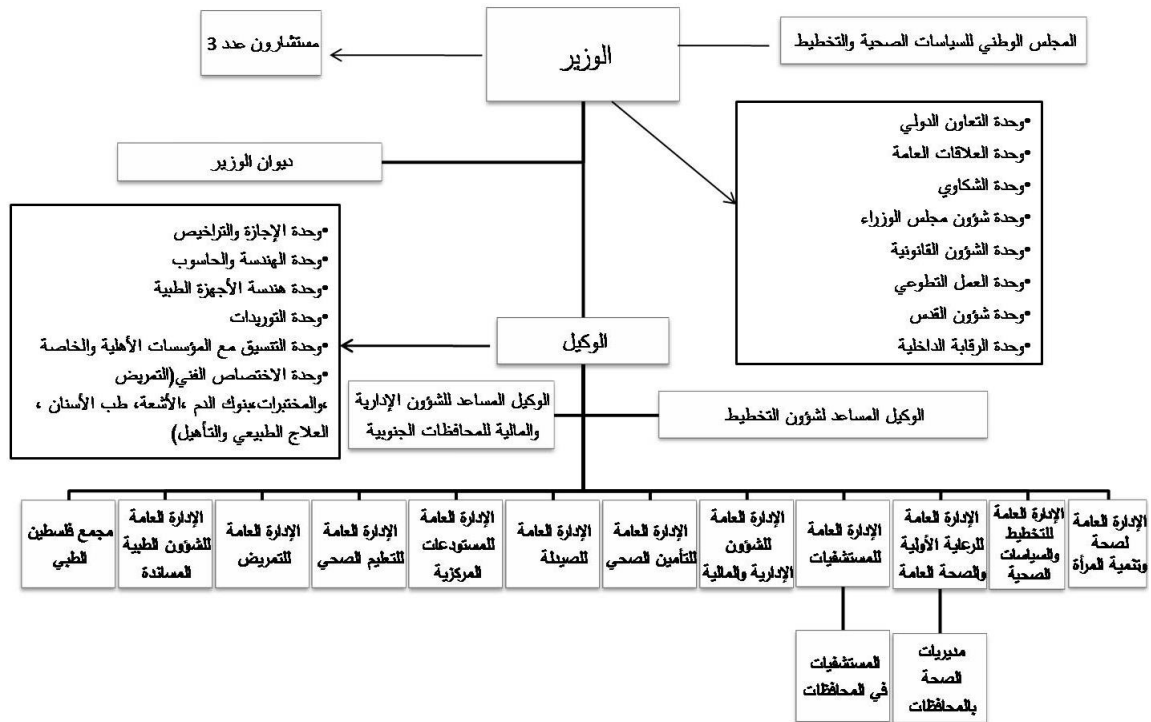 المجلس الوطني للسياسات الصحية والتخطيط
الوزير
مستشارون عدد 3
•وحدة التعاون الدولي
•وحدة العلاقات العامة
•وحدة الشكاوي
•وحدة شؤون مجلس الوزراء
•وحدة الشؤون القانونية
•وحدة العمل التطوعي
•وحدة شؤون القدس
•وحدة الرقابة الداخلية
ديوان الوزير
•وحدة الإجازة والتراخيص
•وحدة الهندسة والحاسوب
•وحدة هندسة الأجهزة الطبية
•وحدة التوريدات
•وحدة التنسيق مع المؤسسات الأهلية والخاصة
•وحدة الاختصاص الفني(التمريض
،والمختبرات،بنوك الدم ،الأشعة، طب الأسنان ،
العلاج الطبيعي والتأهيل)
الوكيل
الوكيل المساعد لشؤون التخطيط
الوكيل المساعد للشؤون الإدارية
والمالية للمحافظات الجنوبية
الإدارة العامة
لصحة
وتنمية المرأة
الإدارة العامة
للتخطيط
والسياسات
الصحية
الإدارة العامة
للرعاية الأولية
والصحة العامة
الإدارة العامة
للمستشفيات
الإدارة العامة
للشؤون
الإدارية والمالية
الإدارة العامة
للتأمين الصحي
الإدارة العامة
للصيدلة
الإدارة العامة
للمستودعات
المركزية
الإدارة العامة
للتعليم الصحي
الإدارة العامة
للتمريض
الإدارة العامة
للشؤون الطبية
المساندة
مجمع فلسطين
الطبي
مديريات
الصحة
بالمحافظات
المستشفيات
في المحافظات